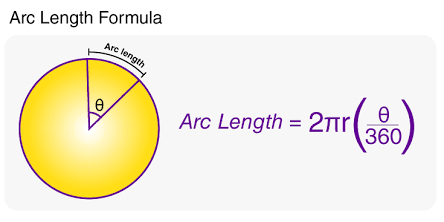 Arc Length Formula
Arc length
θ
Arc Length = 2πr(θ/360)